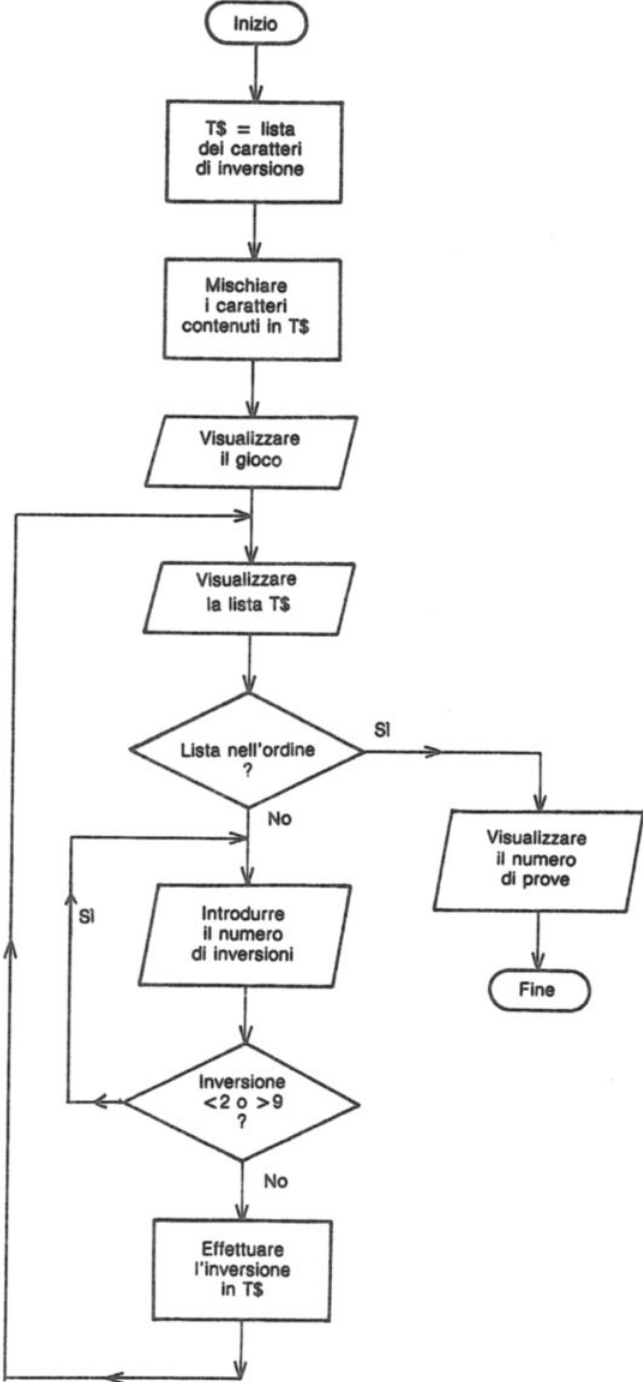 Inizio
T$ = lista
dei caratteri
di inversione
Mischiare
i caratteri
contenuti in T$
Visualizzare
il gioco
Visualizzare
la lista T$
Lista nell'ordine
?
Sì
No
Visualizzare
il numero
di prove
Fine
Sì
Introdurre
il numero
di inversioni
Inversione
<2 o >9
?
No
Effettuare
l'inversione
in T$